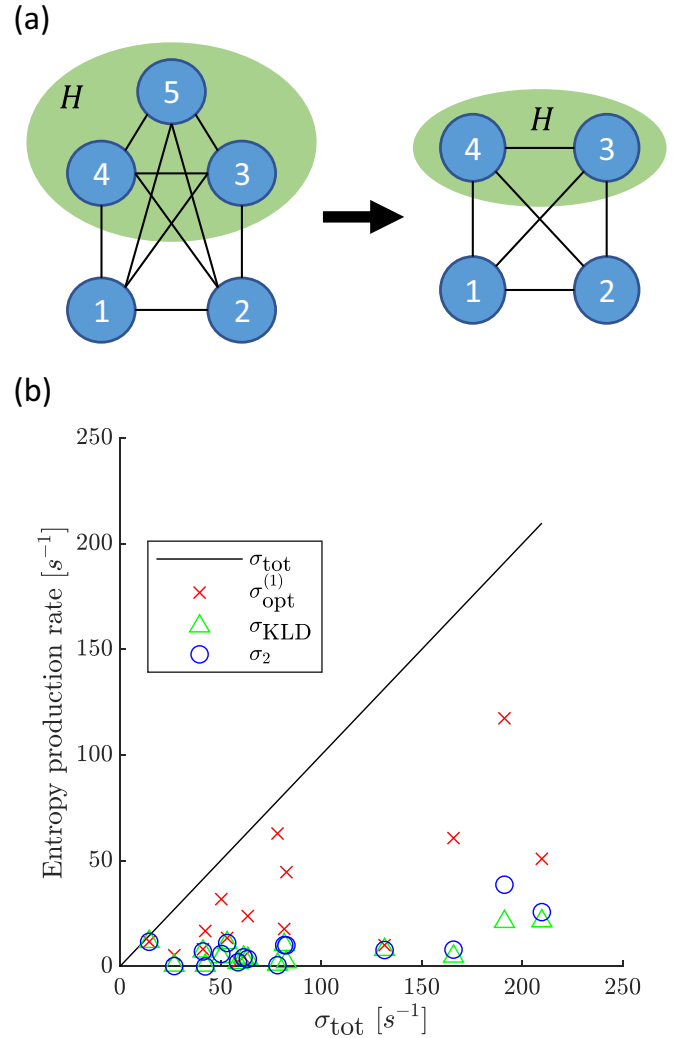 (a)
H
5
4
3
1
2
H
4
3
1
2
(b)
250
200
150
100
50
0
Entropy production rate [s⁻¹]
σ_tot
σ_opt^(1)
σ_KLD
σ₂
0 50 100 150 200 250
σ_tot [s⁻¹]